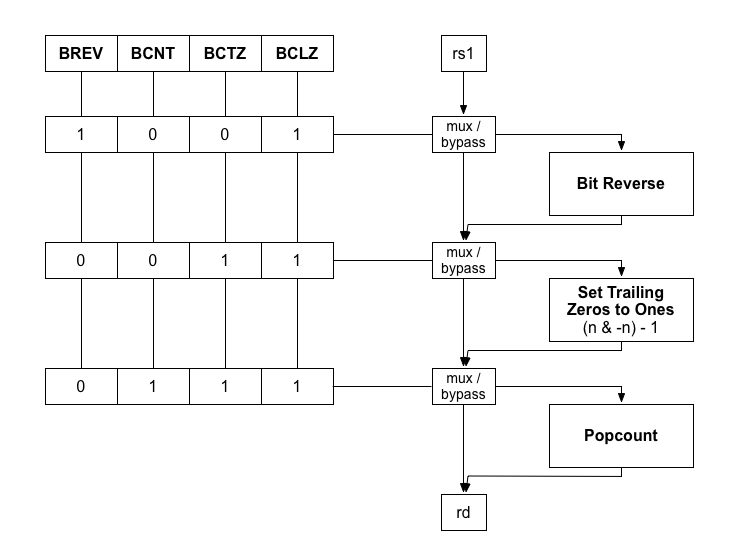 BREV BCNT BCTZ BCLZ
rs1
1 0 0 1
mux /
bypass
Bit Reverse
0 0 1 1
mux /
bypass
Set Trailing
Zeros to Ones
(n & -n) - 1
0 1 1 1
mux /
bypass
Popcount
rd